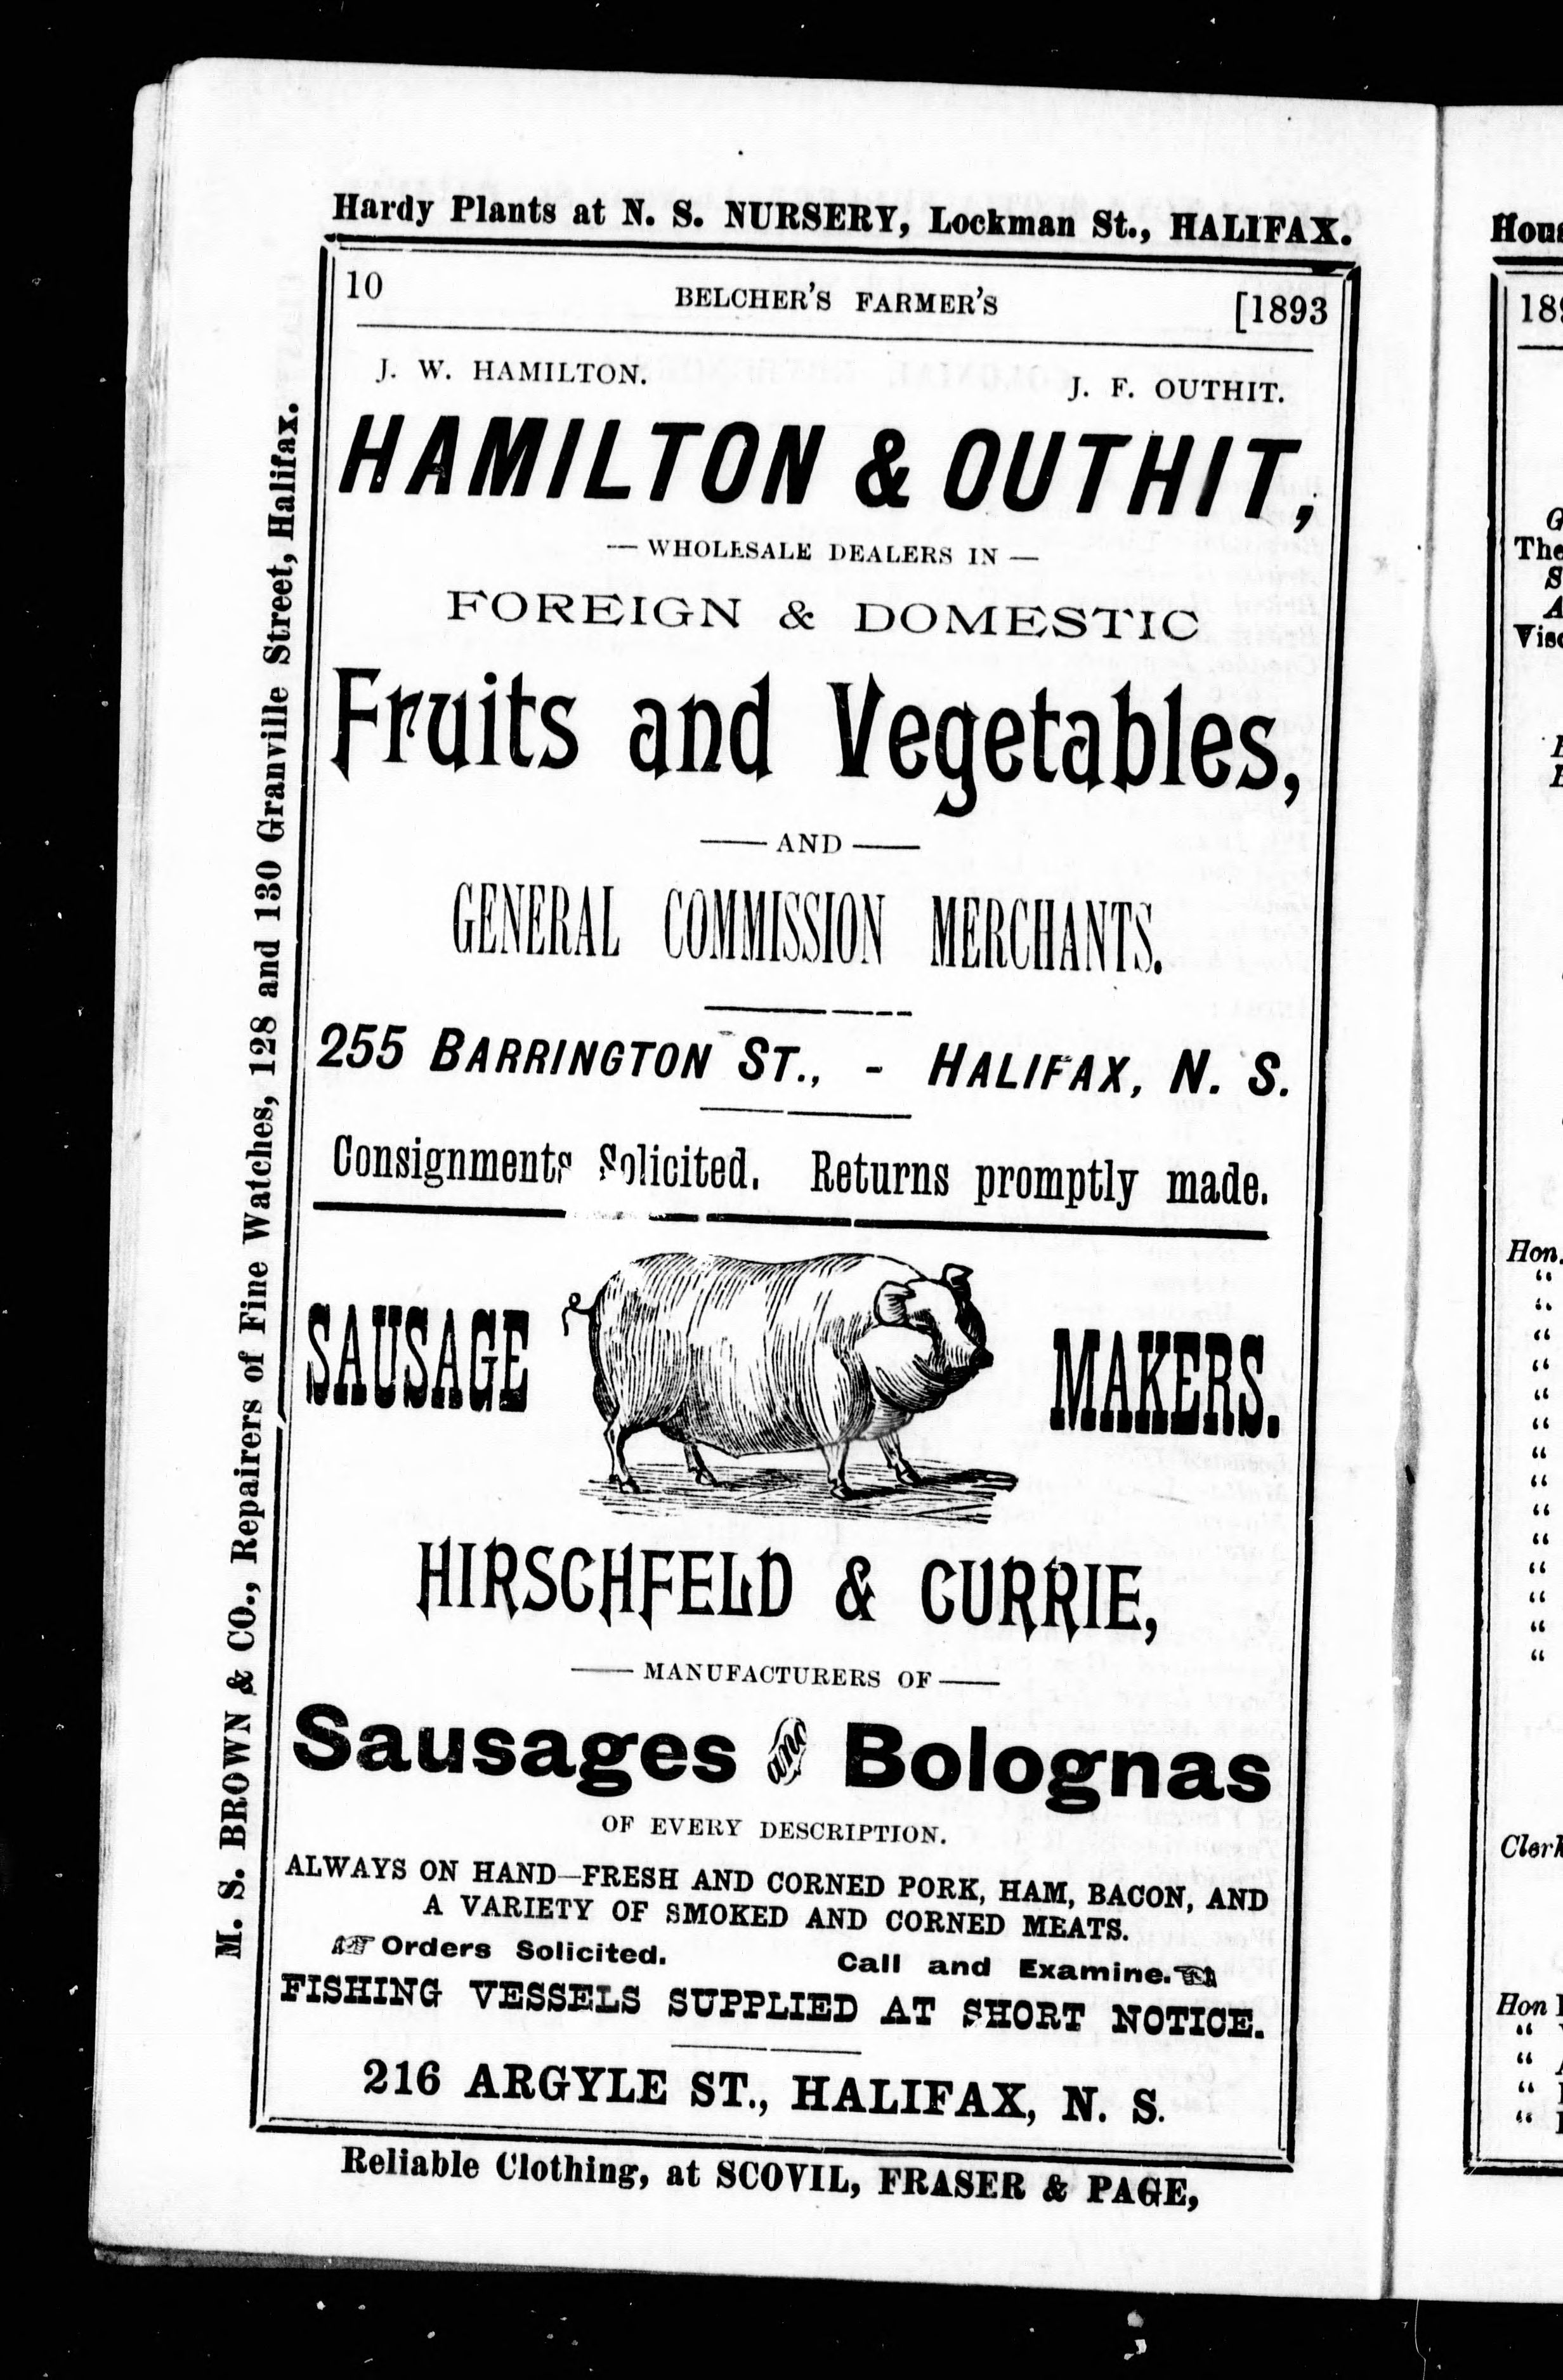 Hardy Plants at N. S. NURSERY, Lockman St., HALIFAX.
10 BELCHER'S FARMER'S [1893
J. W. HAMILTON. J. F. OUTHIT.
HAMILTON & OUTHIT,
— WHOLESALE DEALERS IN —
FOREIGN & DOMESTIC
Fruits and Vegetables,
— AND —
GENERAL COMMISSION MERCHANTS.
255 BARRINGTON ST., - HALIFAX, N. S.
Consignments Solicited. Returns promptly made.
SAUSAGE MAKERS.
HIRSCHFELD & CURRIE,
— MANUFACTURERS OF —
Sausages and Bolognas
OF EVERY DESCRIPTION.
ALWAYS ON HAND—FRESH AND CORNED PORK, HAM, BACON, AND
A VARIETY OF SMOKED AND CORNED MEATS.
☞Orders Solicited. Call and Examine.☜
FISHING VESSELS SUPPLIED AT SHORT NOTICE.
216 ARGYLE ST., HALIFAX, N. S.
Reliable Clothing, at SCOVIL, FRASER & PAGE,
M. S. BROWN & CO., Repairers of Fine Watches, 128 and 130 Granville Street, Halifax.
The
Hon.
"
"
"
"
"
"
"
"
"
"
"
"
"
"
Hon
"
"
"
"